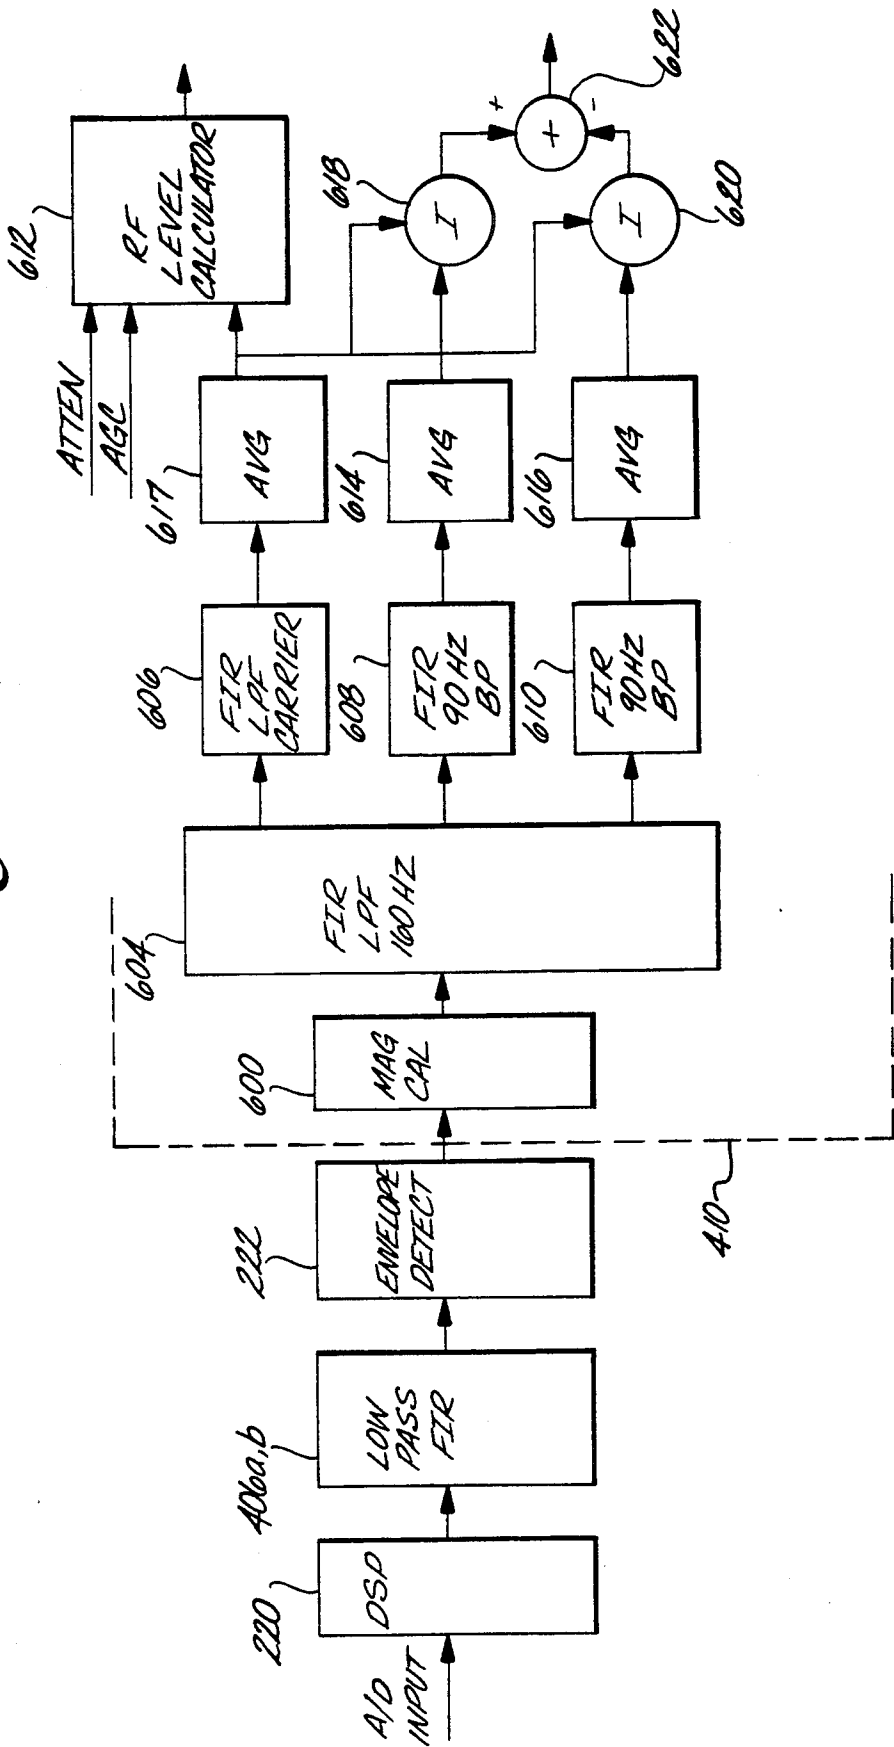 A/D
INPUT
220
DSP
406a,b
LOW
PASS
FIR
222
ENVELOPE
DETECT
410
600
MAG
CAL
604
FIR
LPF
160 HZ
606
FIR
LPF
CARRIER
608
FIR
90 HZ
BP
610
FIR
90 HZ
BP
617
AVG
614
AVG
616
AVG
ATTEN
AGC
612
RF
LEVEL
CALCULATOR
618
I
620
I
+
-
+
622